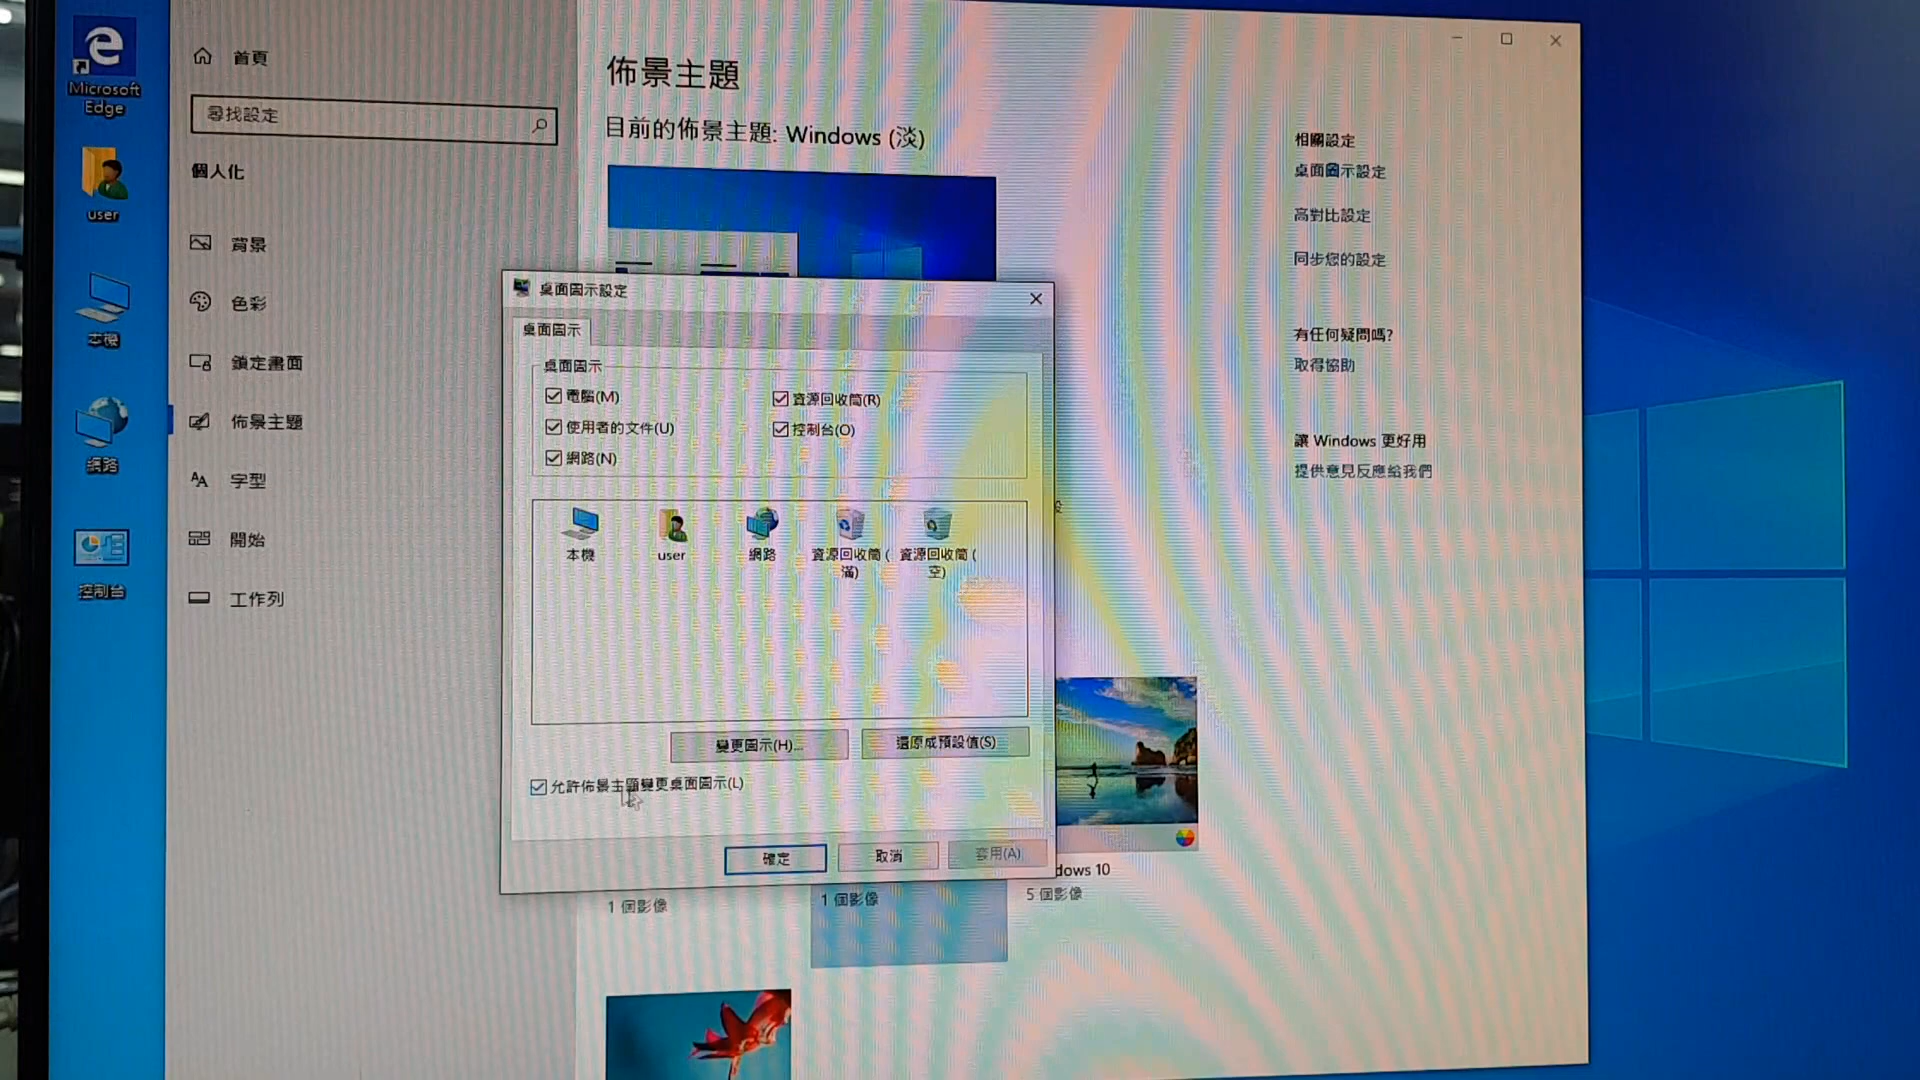 Microsoft
Edge
user
本機
網路
控制台
首頁
尋找設定
個人化
背景
色彩
鎖定畫面
佈景主題
字型
開始
工作列
佈景主題
目前的佈景主題: Windows (淡)
桌面圖示設定
桌面圖示
桌面圖示
電腦(M)
資源回收筒(R)
使用者的文件(U)
控制台(O)
網路(N)
本機
user
網路
資源回收筒 (
滿)
資源回收筒 (
空)
變更圖示(H)...
還原成預設值(S)
允許佈景主題變更桌面圖示(L)
確定
取消
套用(A)
1 個影像
1 個影像
dows 10
5 個影像
相關設定
桌面圖示設定
高對比設定
同步您的設定
有任何疑問嗎?
取得協助
讓 Windows 更好用
提供意見反應給我們